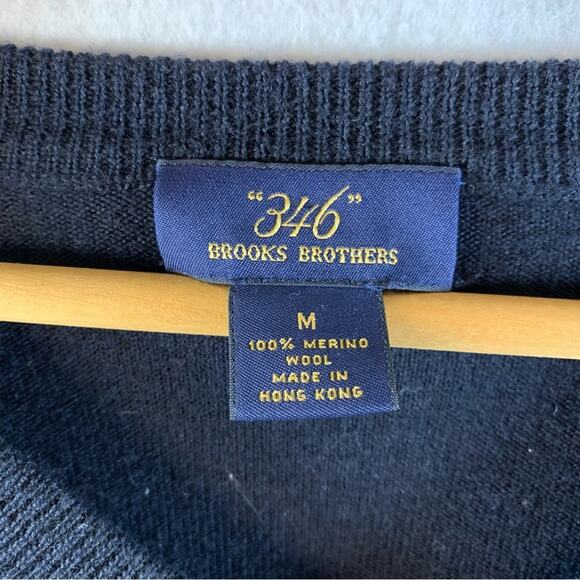 "346"
BROOKS BROTHERS
M
100% MERINO
WOOL
MADE IN
HONG KONG